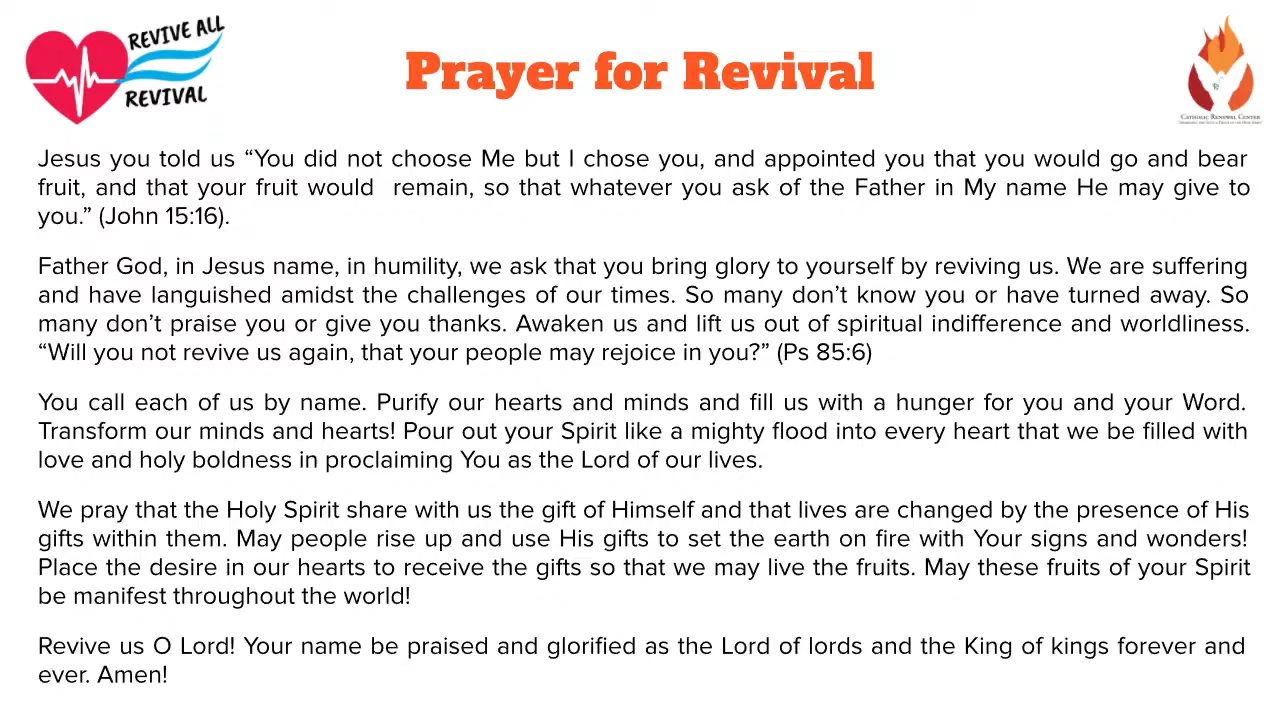 REVIVE ALL
REVIVAL
Prayer for Revival
CATHOLIC RENEWAL CENTER
Jesus you told us “You did not choose Me but I chose you, and appointed you that you would go and bear
fruit, and that your fruit would remain, so that whatever you ask of the Father in My name He may give to
you.” (John 15:16).
Father God, in Jesus name, in humility, we ask that you bring glory to yourself by reviving us. We are suffering
and have languished amidst the challenges of our times. So many don’t know you or have turned away. So
many don’t praise you or give you thanks. Awaken us and lift us out of spiritual indifference and worldliness.
“Will you not revive us again, that your people may rejoice in you?” (Ps 85:6)
You call each of us by name. Purify our hearts and minds and fill us with a hunger for you and your Word.
Transform our minds and hearts! Pour out your Spirit like a mighty flood into every heart that we be filled with
love and holy boldness in proclaiming You as the Lord of our lives.
We pray that the Holy Spirit share with us the gift of Himself and that lives are changed by the presence of His
gifts within them. May people rise up and use His gifts to set the earth on fire with Your signs and wonders!
Place the desire in our hearts to receive the gifts so that we may live the fruits. May these fruits of your Spirit
be manifest throughout the world!
Revive us O Lord! Your name be praised and glorified as the Lord of lords and the King of kings forever and
ever. Amen!